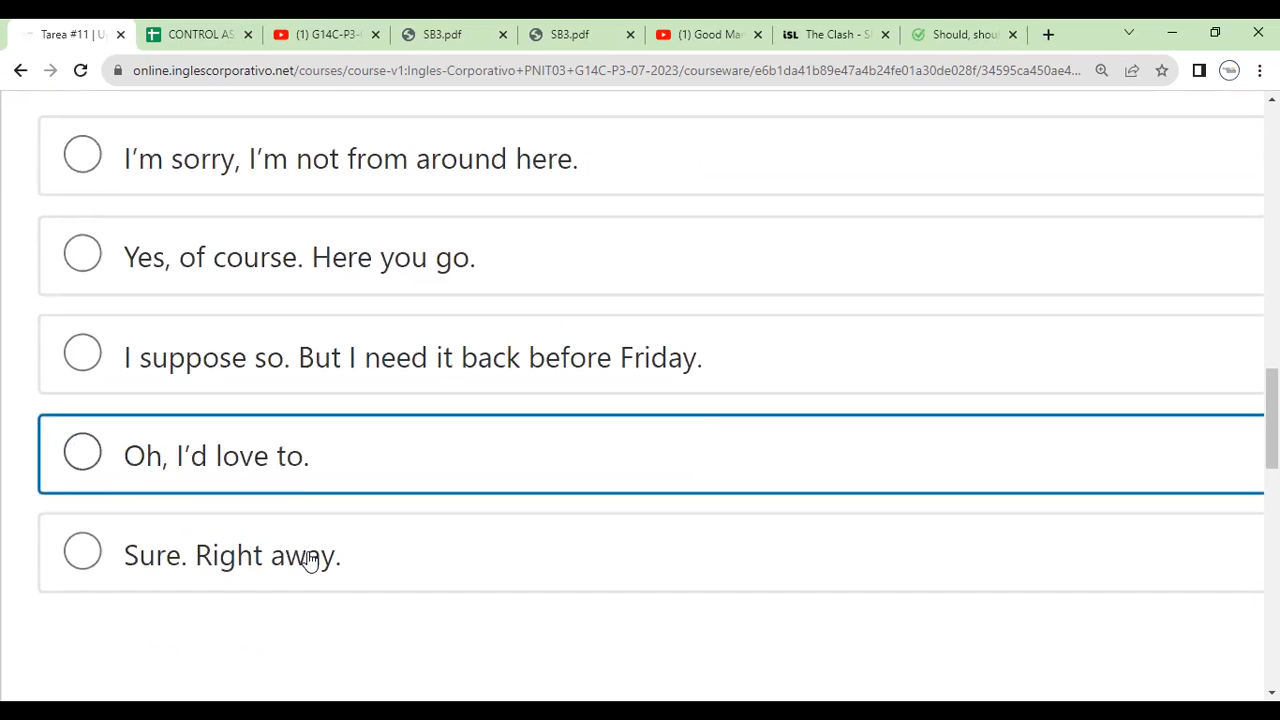 Tarea #11 | U
CONTROL AS
(1) G14C-P3-
SB3.pdf
SB3.pdf
(1) Good Ma
iSL The Clash - S
Should, shou
online.inglescorporativo.net/courses/course-v1:Ingles-Corporativo+PNIT03+G14C-P3-07-2023/courseware/e6b1da41b89e47a4b24fe01a30de028f/34595ca450ae4...
I'm sorry, I'm not from around here.
Yes, of course. Here you go.
I suppose so. But I need it back before Friday.
Oh, I'd love to.
Sure. Right away.